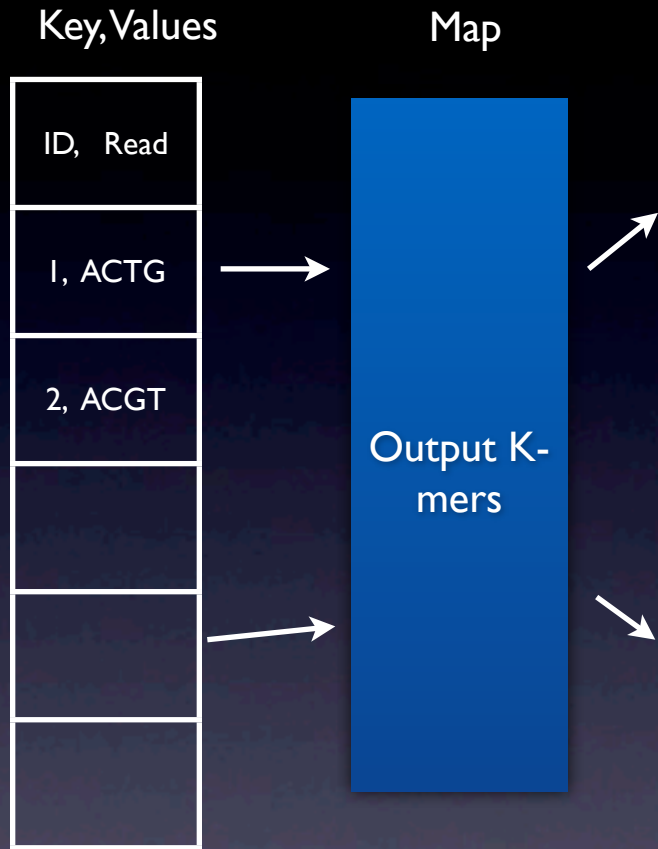 Key, Values
Map
ID, Read
1, ACTG
2, ACGT
Output K-
mers